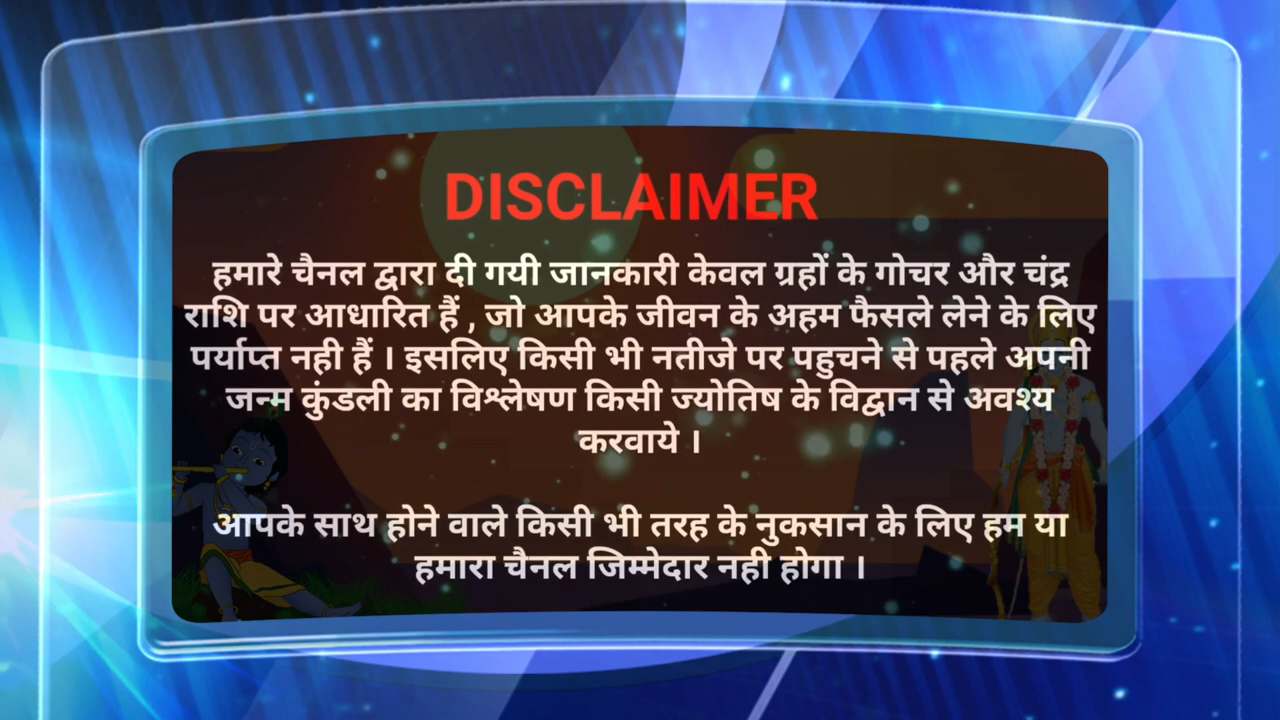 DISCLAIMER
हमारे चैनल द्वारा दी गयी जानकारी केवल ग्रहों के गोचर और चंद्र
राशि पर आधारित हैं , जो आपके जीवन के अहम फैसले लेने के लिए
पर्याप्त नही हैं । इसलिए किसी भी नतीजे पर पहुचने से पहले अपनी
जन्म कुंडली का विश्लेषण किसी ज्योतिष के विद्वान से अवश्य
करवाये ।
आपके साथ होने वाले किसी भी तरह के नुकसान के लिए हम या
हमारा चैनल जिम्मेदार नही होगा ।